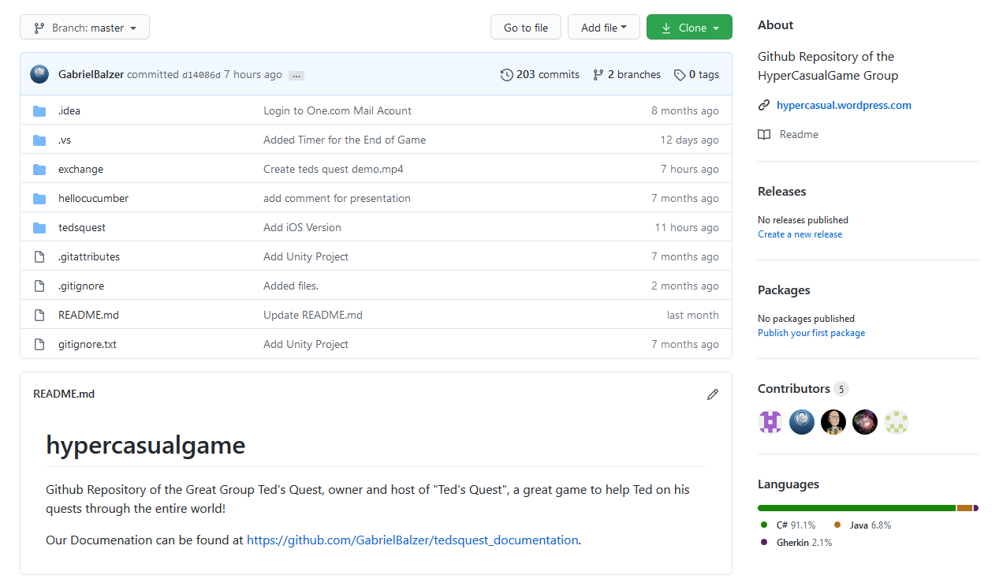 Branch: master
Go to file
Add file
Clone
GabrielBalzer committed d14086d 7 hours ago ...
203 commits
2 branches
0 tags
.idea Login to One.com Mail Acount 8 months ago
.vs Added Timer for the End of Game 12 days ago
exchange Create teds quest demo.mp4 7 hours ago
hellocucumber add comment for presentation 7 months ago
tedsquest Add iOS Version 11 hours ago
.gitattributes Add Unity Project 7 months ago
.gitignore Added files. 2 months ago
README.md Update README.md last month
gitignore.txt Add Unity Project 7 months ago
README.md
hypercasualgame
Github Repository of the Great Group Ted's Quest, owner and host of "Ted's Quest", a great game to help Ted on his
quests through the entire world!
Our Documenation can be found at https://github.com/GabrielBalzer/tedsquest_documentation.
About
Github Repository of the
HyperCasualGame Group
hypercasual.wordpress.com
Readme
Releases
No releases published
Create a new release
Packages
No packages published
Publish your first package
Contributors 5
Languages
C# 91.1% Java 6.8%
Gherkin 2.1%